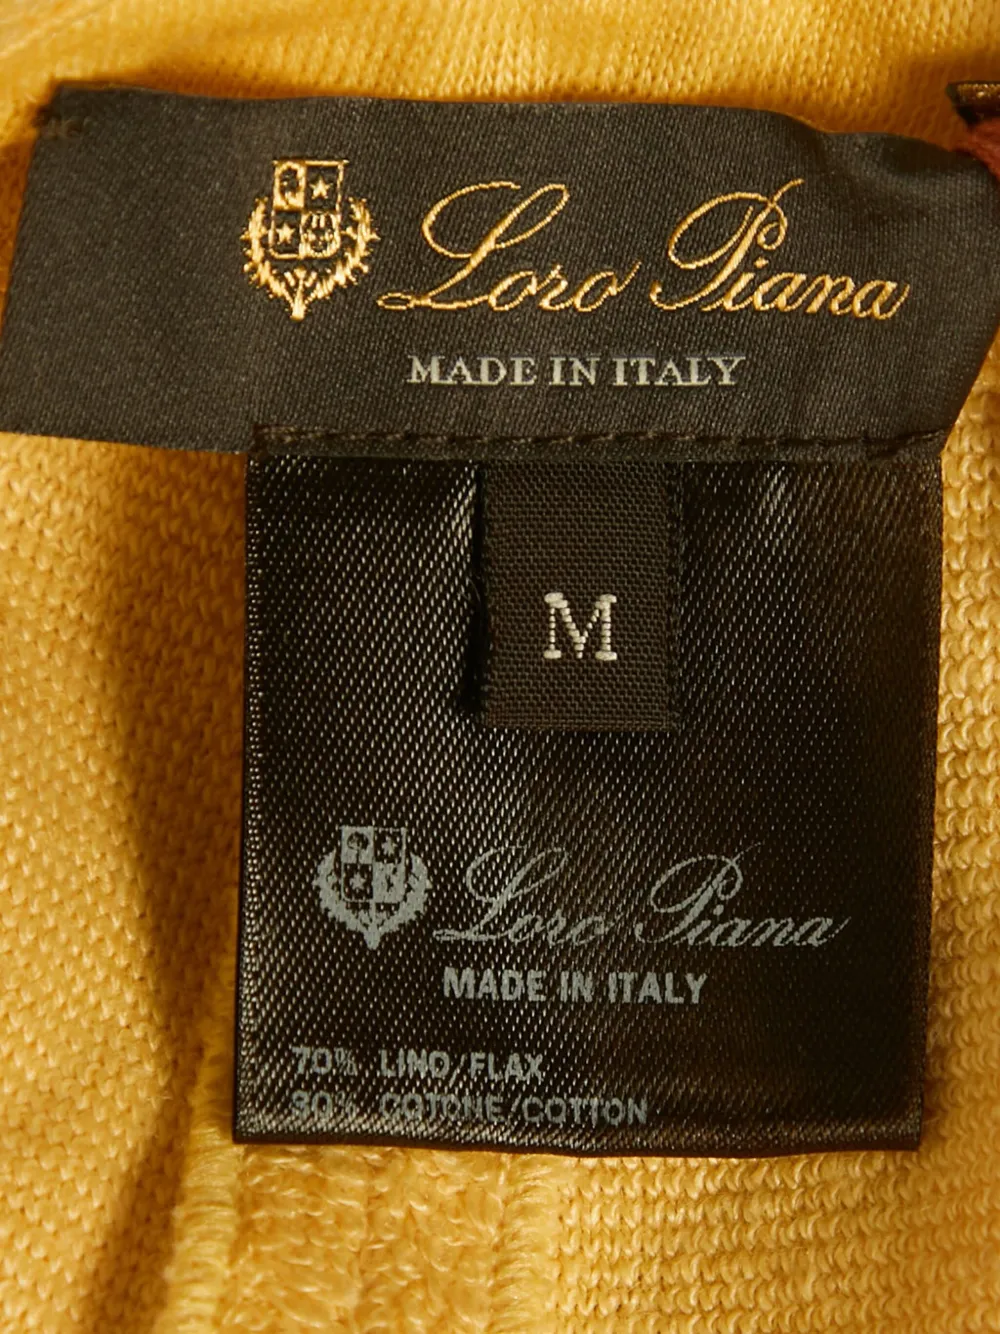 Loro Piana
MADE IN ITALY
M
Loro Piana
MADE IN ITALY
70% LINO/FLAX
30% COTONE/COTTON